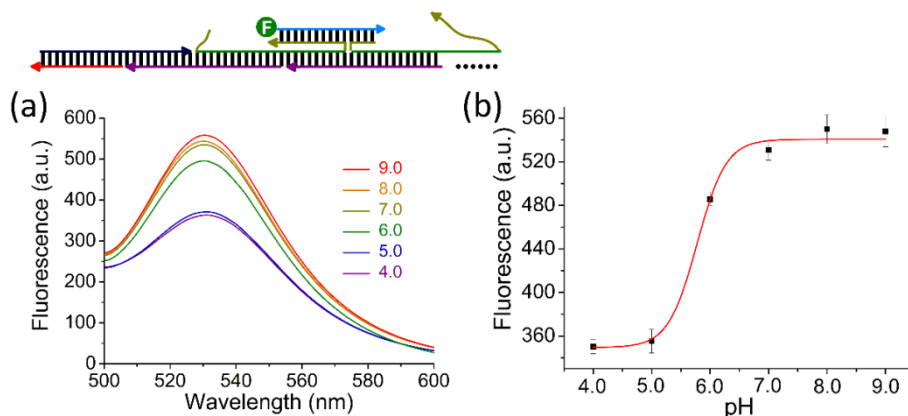 F
(a)
600
500
400
300
200
100
0
Fluorescence (a.u.)
9.0
8.0
7.0
6.0
5.0
4.0
500 520 540 560 580 600
Wavelength (nm)
(b)
560
520
480
440
400
360
Fluorescence (a.u.)
4.0 5.0 6.0 7.0 8.0 9.0
pH